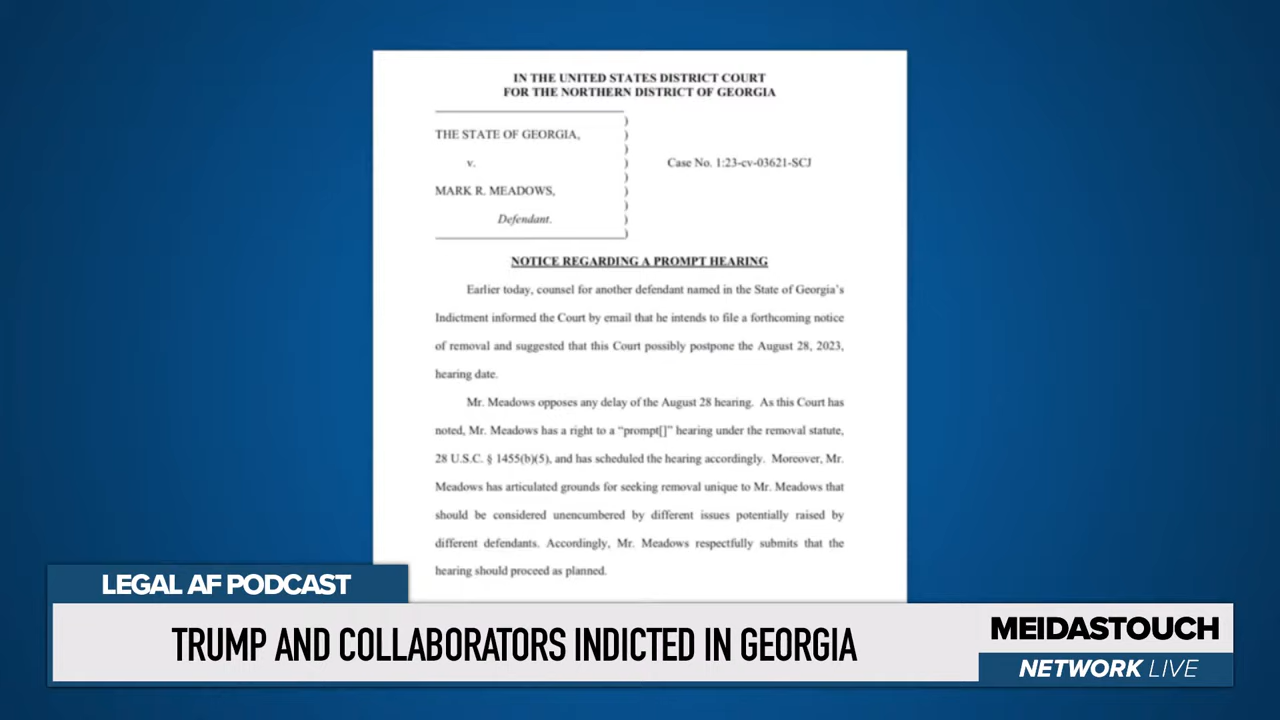 IN THE UNITED STATES DISTRICT COURT
FOR THE NORTHERN DISTRICT OF GEORGIA
THE STATE OF GEORGIA,
v.
MARK R. MEADOWS,
Defendant.
)
)
)
)
)
)
)
)
)
Case No. 1:23-cv-03621-SCJ
NOTICE REGARDING A PROMPT HEARING
Earlier today, counsel for another defendant named in the State of Georgia's
Indictment informed the Court by email that he intends to file a forthcoming notice
of removal and suggested that this Court possibly postpone the August 28, 2023,
hearing date.
Mr. Meadows opposes any delay of the August 28 hearing. As this Court has
noted, Mr. Meadows has a right to a “prompt[]” hearing under the removal statute,
28 U.S.C. § 1455(b)(5), and has scheduled the hearing accordingly. Moreover, Mr.
Meadows has articulated grounds for seeking removal unique to Mr. Meadows that
should be considered unencumbered by different issues potentially raised by
different defendants. Accordingly, Mr. Meadows respectfully submits that the
hearing should proceed as planned.
LEGAL AF PODCAST
TRUMP AND COLLABORATORS INDICTED IN GEORGIA
MEIDASTOUCH
NETWORK LIVE